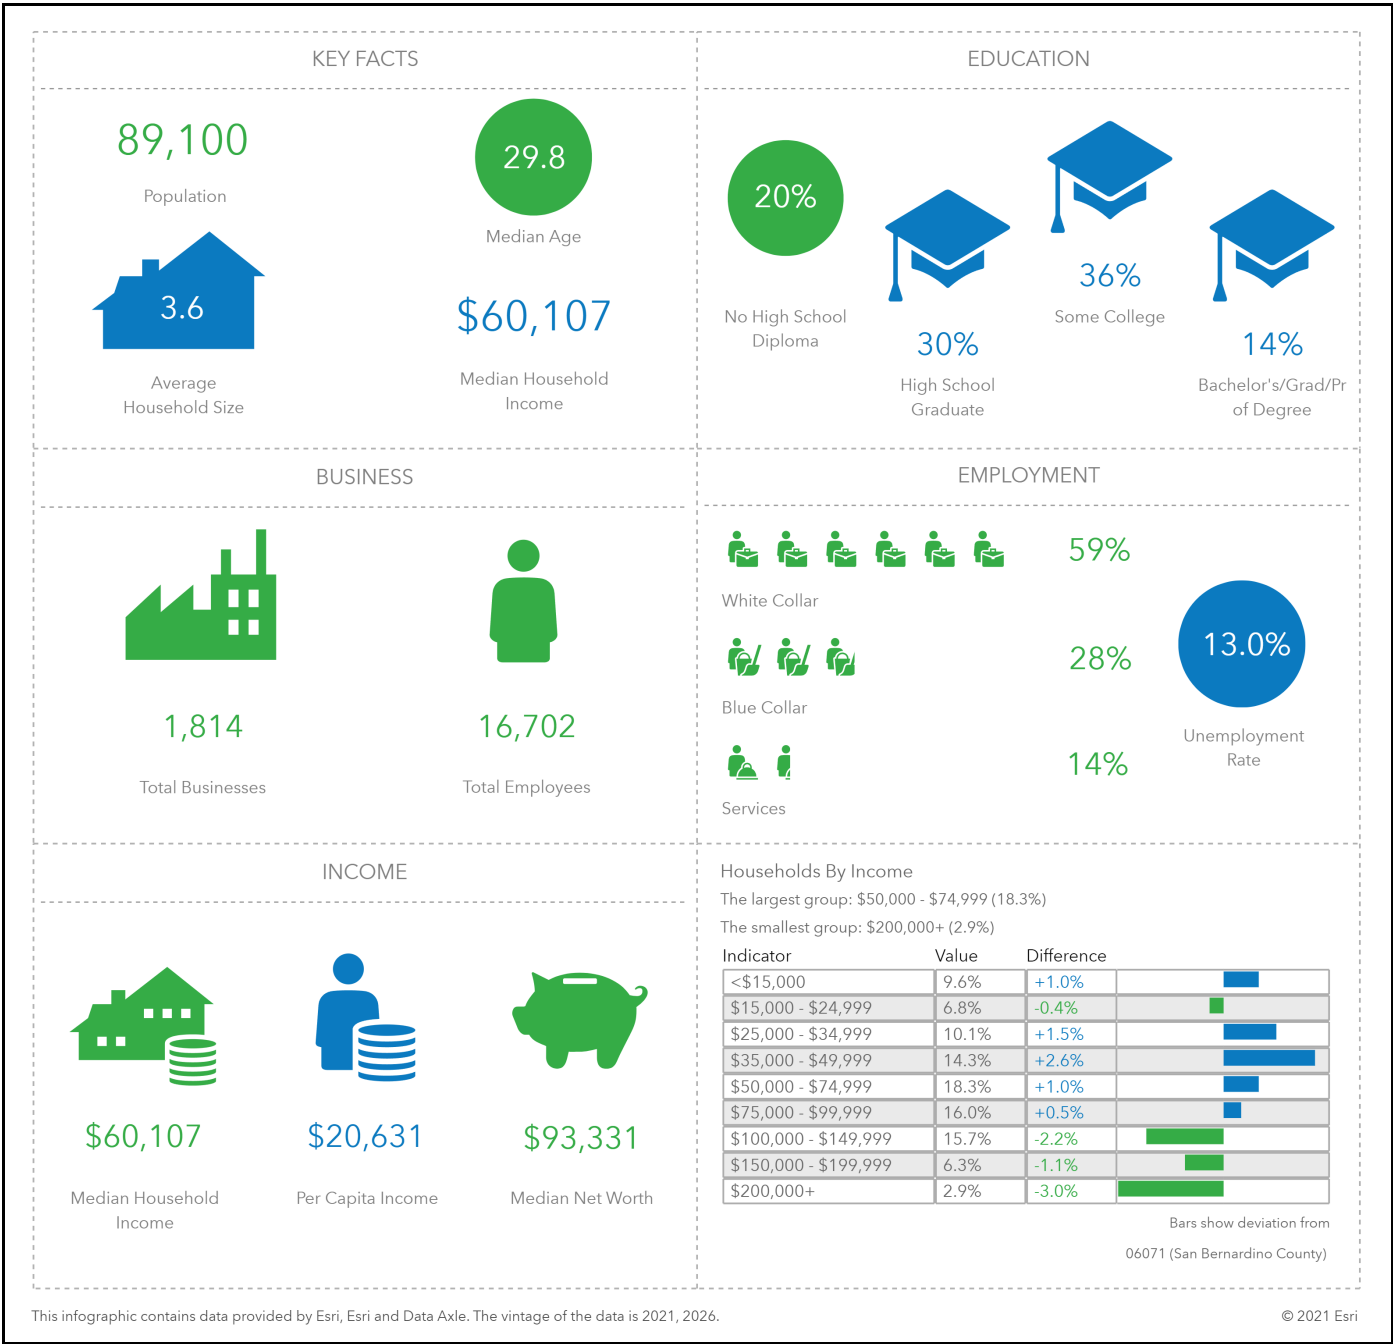 KEY FACTS
89,100
Population
29.8
Median Age
3.6
Average
Household Size
$60,107
Median Household
Income
EDUCATION
20%
No High School
Diploma
30%
High School
Graduate
36%
Some College
14%
Bachelor's/Grad/Pr
of Degree
BUSINESS
1,814
Total Businesses
16,702
Total Employees
EMPLOYMENT
59%
White Collar
28%
Blue Collar
14%
Services
13.0%
Unemployment
Rate
INCOME
$60,107
Median Household
Income
$20,631
Per Capita Income
$93,331
Median Net Worth
Households By Income
The largest group: $50,000 - $74,999 (18.3%)
The smallest group: $200,000+ (2.9%)
Indicator Value Difference
<$15,000 9.6% +1.0%
$15,000 - $24,999 6.8% -0.4%
$25,000 - $34,999 10.1% +1.5%
$35,000 - $49,999 14.3% +2.6%
$50,000 - $74,999 18.3% +1.0%
$75,000 - $99,999 16.0% +0.5%
$100,000 - $149,999 15.7% -2.2%
$150,000 - $199,999 6.3% -1.1%
$200,000+ 2.9% -3.0%
Bars show deviation from
06071 (San Bernardino County)
This infographic contains data provided by Esri, Esri and Data Axle. The vintage of the data is 2021, 2026.
© 2021 Esri